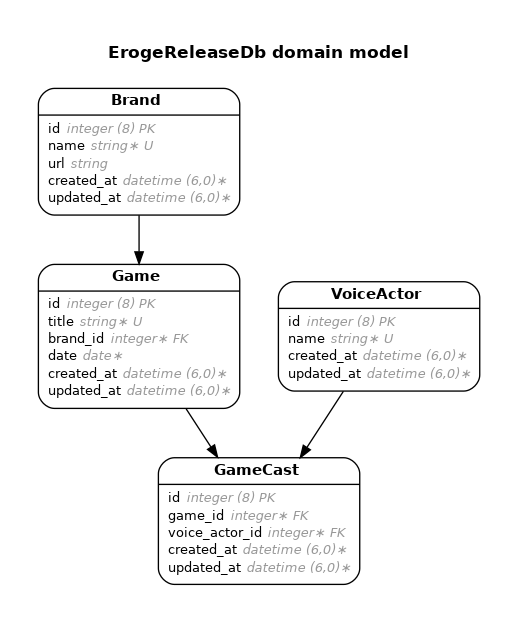 ErogeReleaseDb domain model
Brand
id integer (8) PK
name string∗ U
url string
created_at datetime (6,0)∗
updated_at datetime (6,0)∗
Game
id integer (8) PK
title string∗ U
brand_id integer∗ FK
date date∗
created_at datetime (6,0)∗
updated_at datetime (6,0)∗
VoiceActor
id integer (8) PK
name string∗ U
created_at datetime (6,0)∗
updated_at datetime (6,0)∗
GameCast
id integer (8) PK
game_id integer∗ FK
voice_actor_id integer∗ FK
created_at datetime (6,0)∗
updated_at datetime (6,0)∗